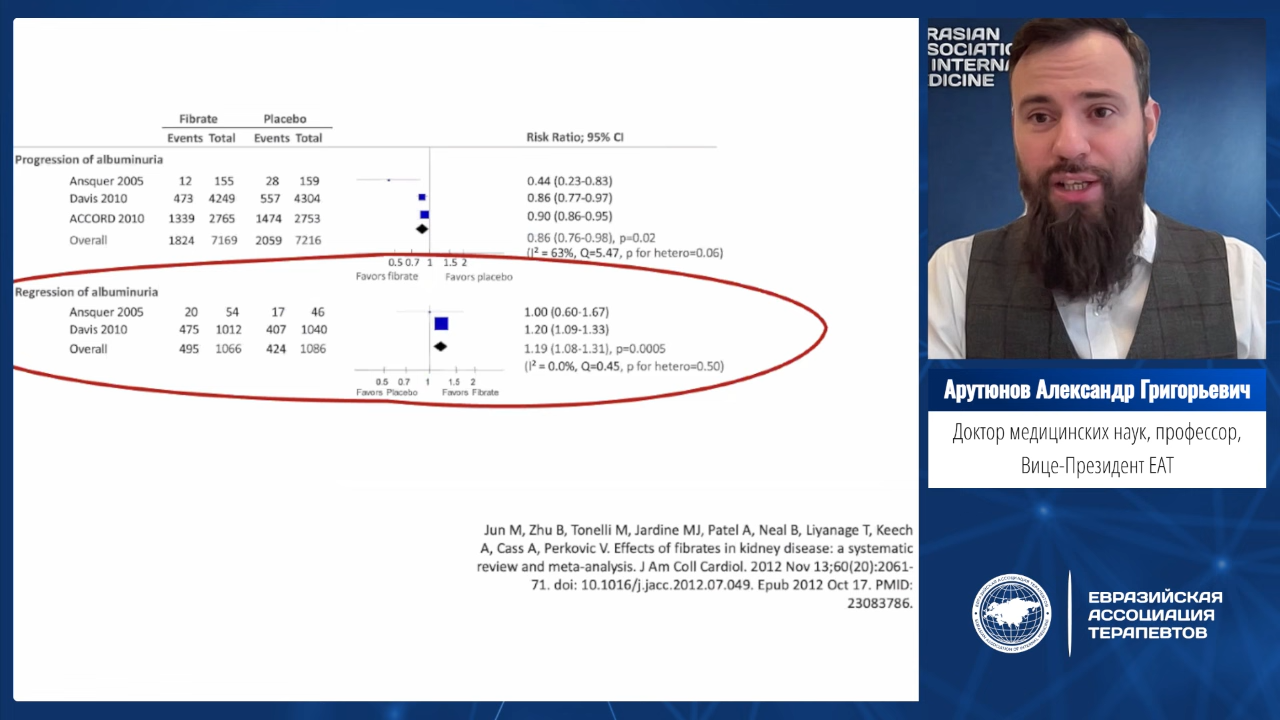 Fibrate Placebo
Events Total Events Total Risk Ratio; 95% CI
Progression of albuminuria
Ansquer 2005 12 155 28 159 0.44 (0.23-0.83)
Davis 2010 473 4249 557 4304 0.86 (0.77-0.97)
ACCORD 2010 1339 2765 1474 2753 0.90 (0.86-0.95)
Overall 1824 7169 2059 7216 0.86 (0.76-0.98), p=0.02
(I² = 63%, Q=5.47, p for hetero=0.06)
0.5 0.7 1 1.5 2
Favors fibrate Favors placebo
Regression of albuminuria
Ansquer 2005 20 54 17 46 1.00 (0.60-1.67)
Davis 2010 475 1012 407 1040 1.20 (1.09-1.33)
Overall 495 1066 424 1086 1.19 (1.08-1.31), p=0.0005
(I² = 0.0%, Q=0.45, p for hetero=0.50)
0.5 0.7 1 1.5 2
Favors Placebo Favors Fibrate
Jun M, Zhu B, Tonelli M, Jardine MJ, Patel A, Neal B, Liyanage T, Keech
A, Cass A, Perkovic V. Effects of fibrates in kidney disease: a systematic
review and meta-analysis. J Am Coll Cardiol. 2012 Nov 13;60(20):2061-
71. doi: 10.1016/j.jacc.2012.07.049. Epub 2012 Oct 17. PMID:
23083786.
RASIAN
SOCIATIO
INTERNA
DICINE
Арутюнов Александр Григорьевич
Доктор медицинских наук, профессор,
Вице-Президент ЕАТ
ЕВРАЗИЙСКАЯ
АССОЦИАЦИЯ
ТЕРАПЕВТОВ